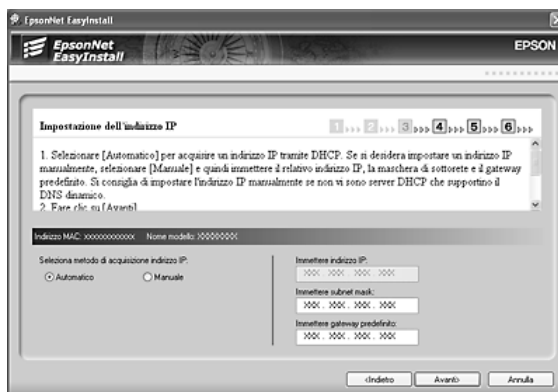 EpsonNet EasyInstall
EpsonNet
EasyInstall
EPSON
Impostazione dell'indirizzo IP
1 2 3 4 5 6
1. Selezionare [Automatico] per acquisire un indirizzo IP tramite DHCP. Se si desidera impostare un indirizzo IP
manualmente, selezionare [Manuale] e quindi immettere il relativo indirizzo IP, la maschera di sottorete e il gateway
predefinito. Si consiglia di impostare l'indirizzo IP manualmente se non vi sono server DHCP che supportino il
DNS dinamico.
2. Fare clic su [Avanti]
Indirizzo MAC: xxxxxxxxxxxx Nome modello: XXXXXXXX
Seleziona metodo di acquisizione indirizzo IP:
Automatico Manuale
Immettere indirizzo IP:
XXX . XXX . XXX . XXX
Immettere subnet mask:
XXX . XXX . XXX . XXX
Immettere gateway predefinito:
XXX . XXX . XXX . XXX
<Indietro Avanti> Annulla